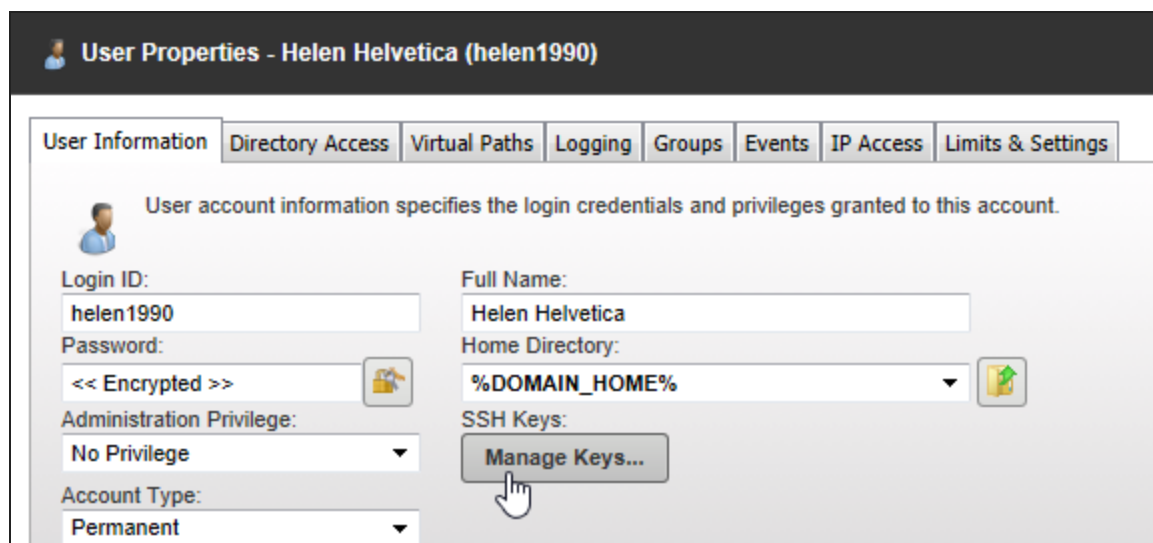 User Properties - Helen Helvetica (helen1990)
User Information Directory Access Virtual Paths Logging Groups Events IP Access Limits & Settings
User account information specifies the login credentials and privileges granted to this account.
Login ID: Full Name:
helen1990 Helen Helvetica
Password: Home Directory:
<< Encrypted >> %DOMAIN_HOME%
Administration Privilege: SSH Keys:
No Privilege Manage Keys...
Account Type:
Permanent